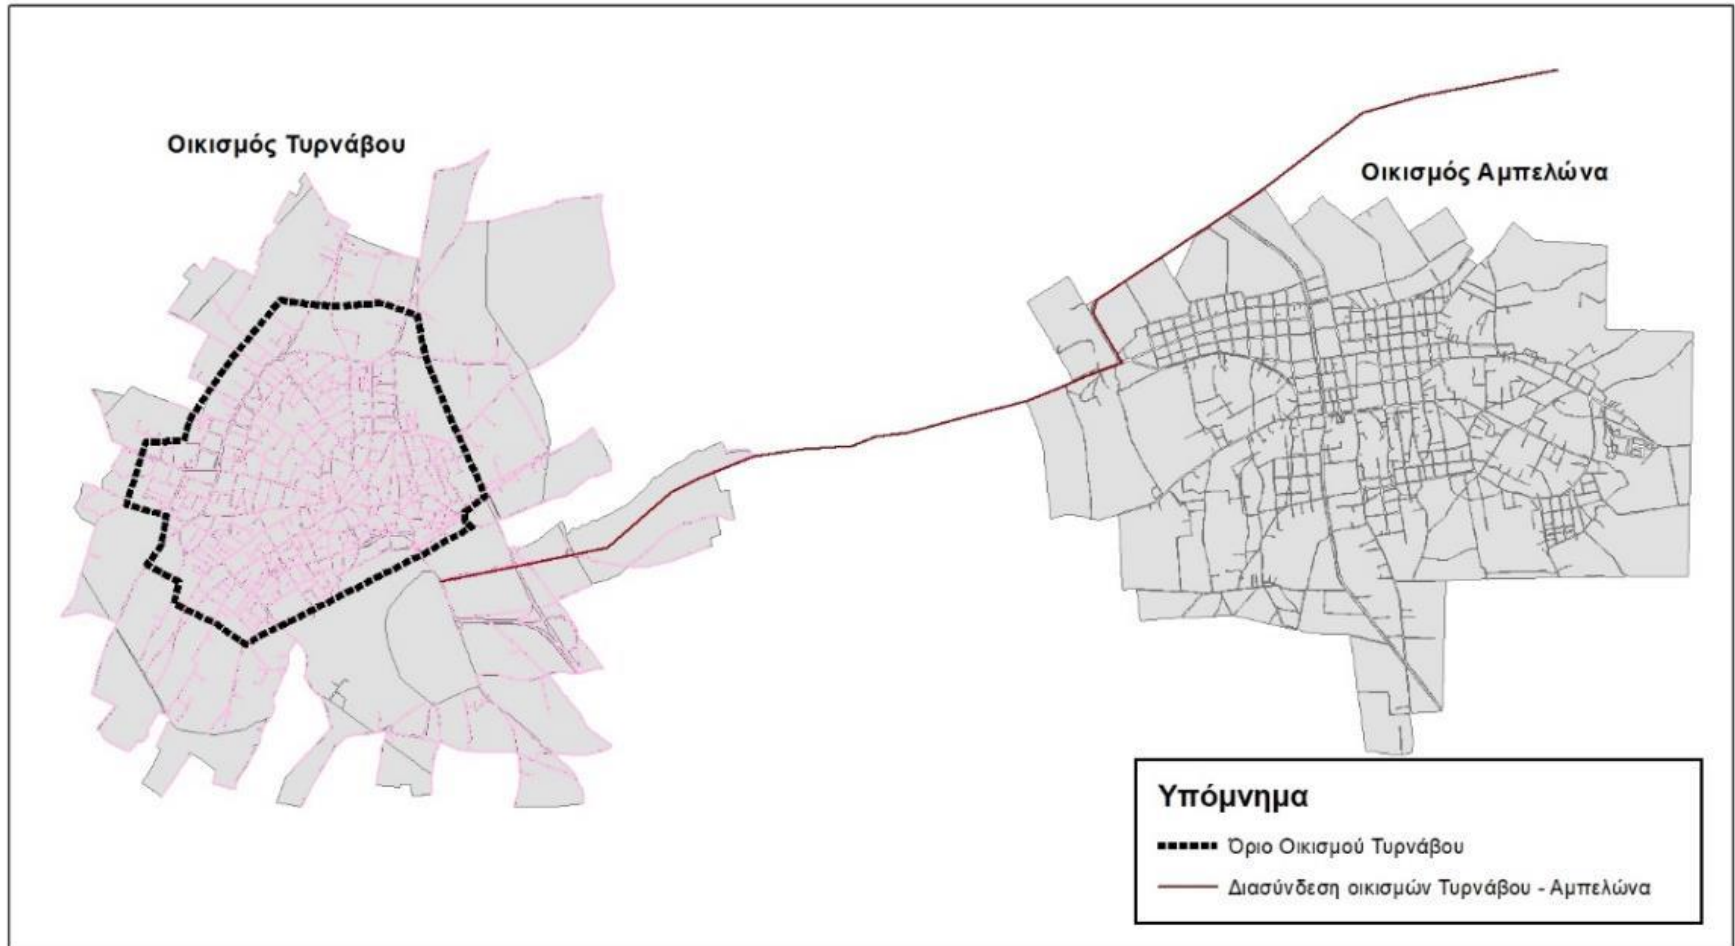 Οικισμός Τυρνάβου
Οικισμός Αμπελώνα
Υπόμνημα
Όριο Οικισμού Τυρνάβου
Διασύνδεση οικισμών Τυρνάβου - Αμπελώνα